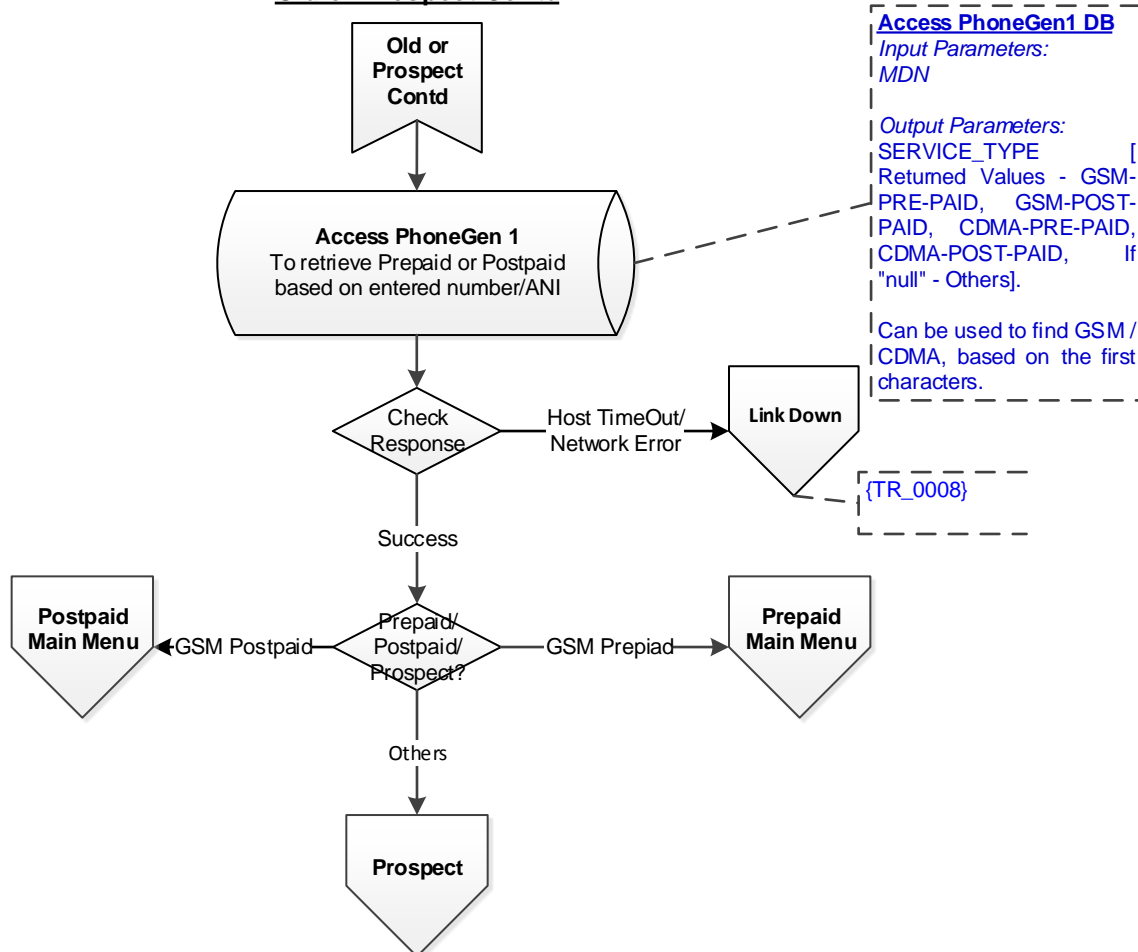 Old or
Prospect
Contd
Access PhoneGen1 DB
Input Parameters:
MDN
Output Parameters:
SERVICE_TYPE [
Returned Values - GSM-
PRE-PAID, GSM-POST-
PAID, CDMA-PRE-PAID,
CDMA-POST-PAID, If
"null" - Others].
Can be used to find GSM /
CDMA, based on the first
characters.
Access PhoneGen 1
To retrieve Prepaid or Postpaid
based on entered number/ANI
Check
Response
Host TimeOut/
Network Error
Link Down
{TR_0008}
Success
Postpaid
Main Menu
GSM Postpaid
Prepaid/
Postpaid/
Prospect?
GSM Prepiad
Prepaid
Main Menu
Others
Prospect